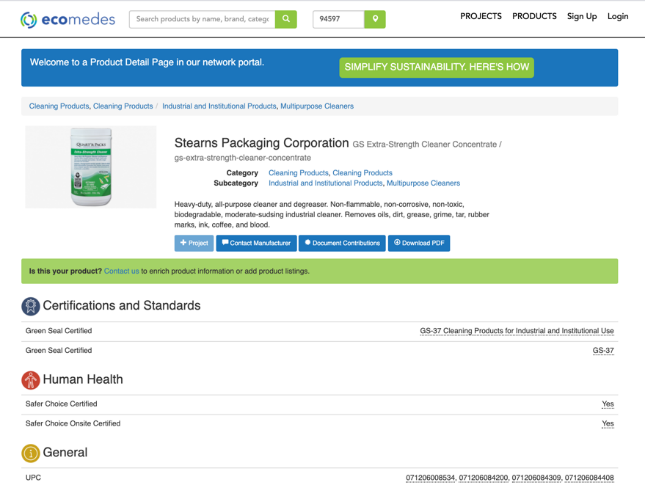 ecomedes
Search products by name, brand, catego
94597
PROJECTS PRODUCTS Sign Up Login
Welcome to a Product Detail Page in our network portal.
SIMPLIFY SUSTAINABILITY. HERE'S HOW
Cleaning Products, Cleaning Products / Industrial and Institutional Products, Multipurpose Cleaners
Stearns Packaging Corporation GS Extra-Strength Cleaner Concentrate /
gs-extra-strength-cleaner-concentrate
Category Cleaning Products, Cleaning Products
Subcategory Industrial and Institutional Products, Multipurpose Cleaners
Heavy-duty, all-purpose cleaner and degreaser. Non-flammable, non-corrosive, non-toxic,
biodegradable, moderate-sudsing industrial cleaner. Removes oils, dirt, grease, grime, tar, rubber
marks, ink, coffee, and blood.
+ Project Contact Manufacturer Document Contributions Download PDF
Is this your product? Contact us to enrich product information or add product listings.
Certifications and Standards
Green Seal Certified GS-37 Cleaning Products for Industrial and Institutional Use
Green Seal Certified GS-37
Human Health
Safer Choice Certified Yes
Safer Choice Onsite Certified Yes
General
UPC 071206008534, 071206084200, 071206084309, 071206084408